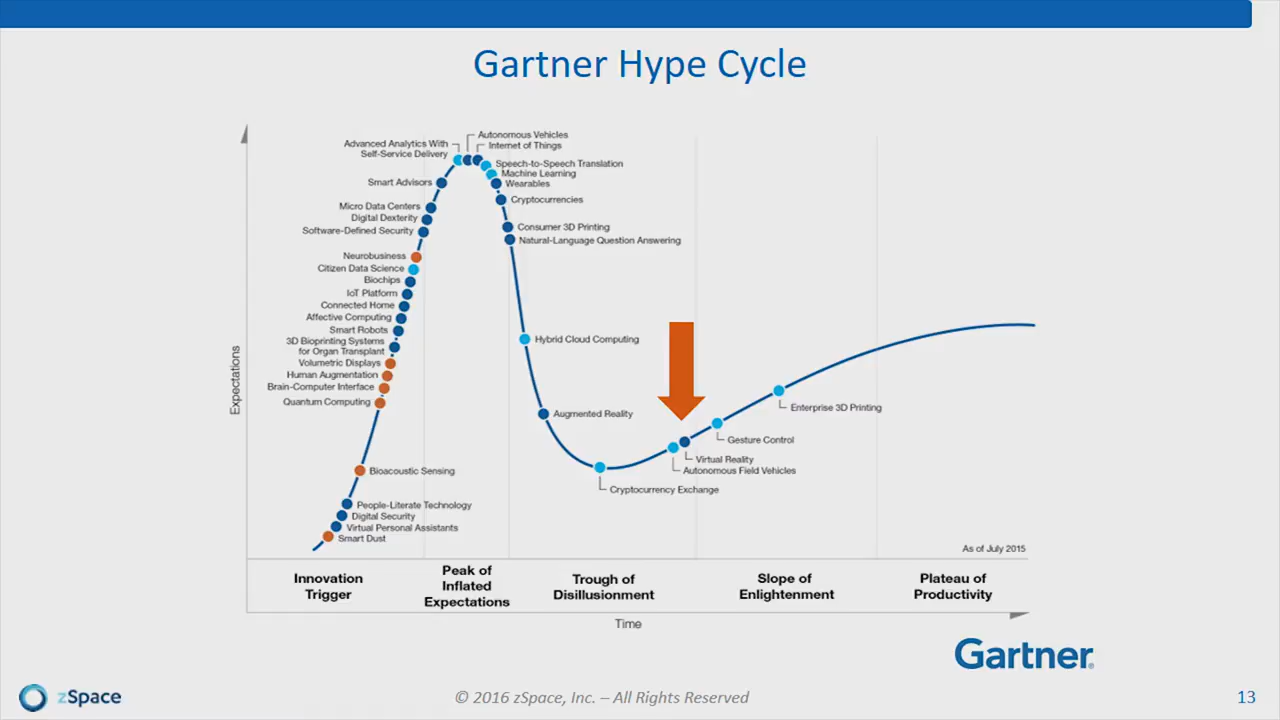 Gartner Hype Cycle
Autonomous Vehicles
Advanced Analytics With
Self-Service Delivery
Internet of Things
Speech-to-Speech Translation
Machine Learning
Smart Advisors
Wearables
Cryptocurrencies
Micro Data Centers
Digital Dexterity
Software-Defined Security
Consumer 3D Printing
Natural-Language Question Answering
Neurobusiness
Citizen Data Science
Biochips
IoT Platform
Connected Home
Affective Computing
Smart Robots
3D Bioprinting Systems
for Organ Transplant
Volumetric Displays
Human Augmentation
Brain-Computer Interface
Quantum Computing
Hybrid Cloud Computing
Augmented Reality
Enterprise 3D Printing
Gesture Control
Virtual Reality
Autonomous Field Vehicles
Cryptocurrency Exchange
Bioacoustic Sensing
People-Literate Technology
Digital Security
Virtual Personal Assistants
Smart Dust
Expectations
As of July 2015
Innovation
Trigger
Peak of
Inflated
Expectations
Trough of
Disillusionment
Slope of
Enlightenment
Plateau of
Productivity
Time
Gartner®
zSpace
© 2016 zSpace, Inc. – All Rights Reserved
13